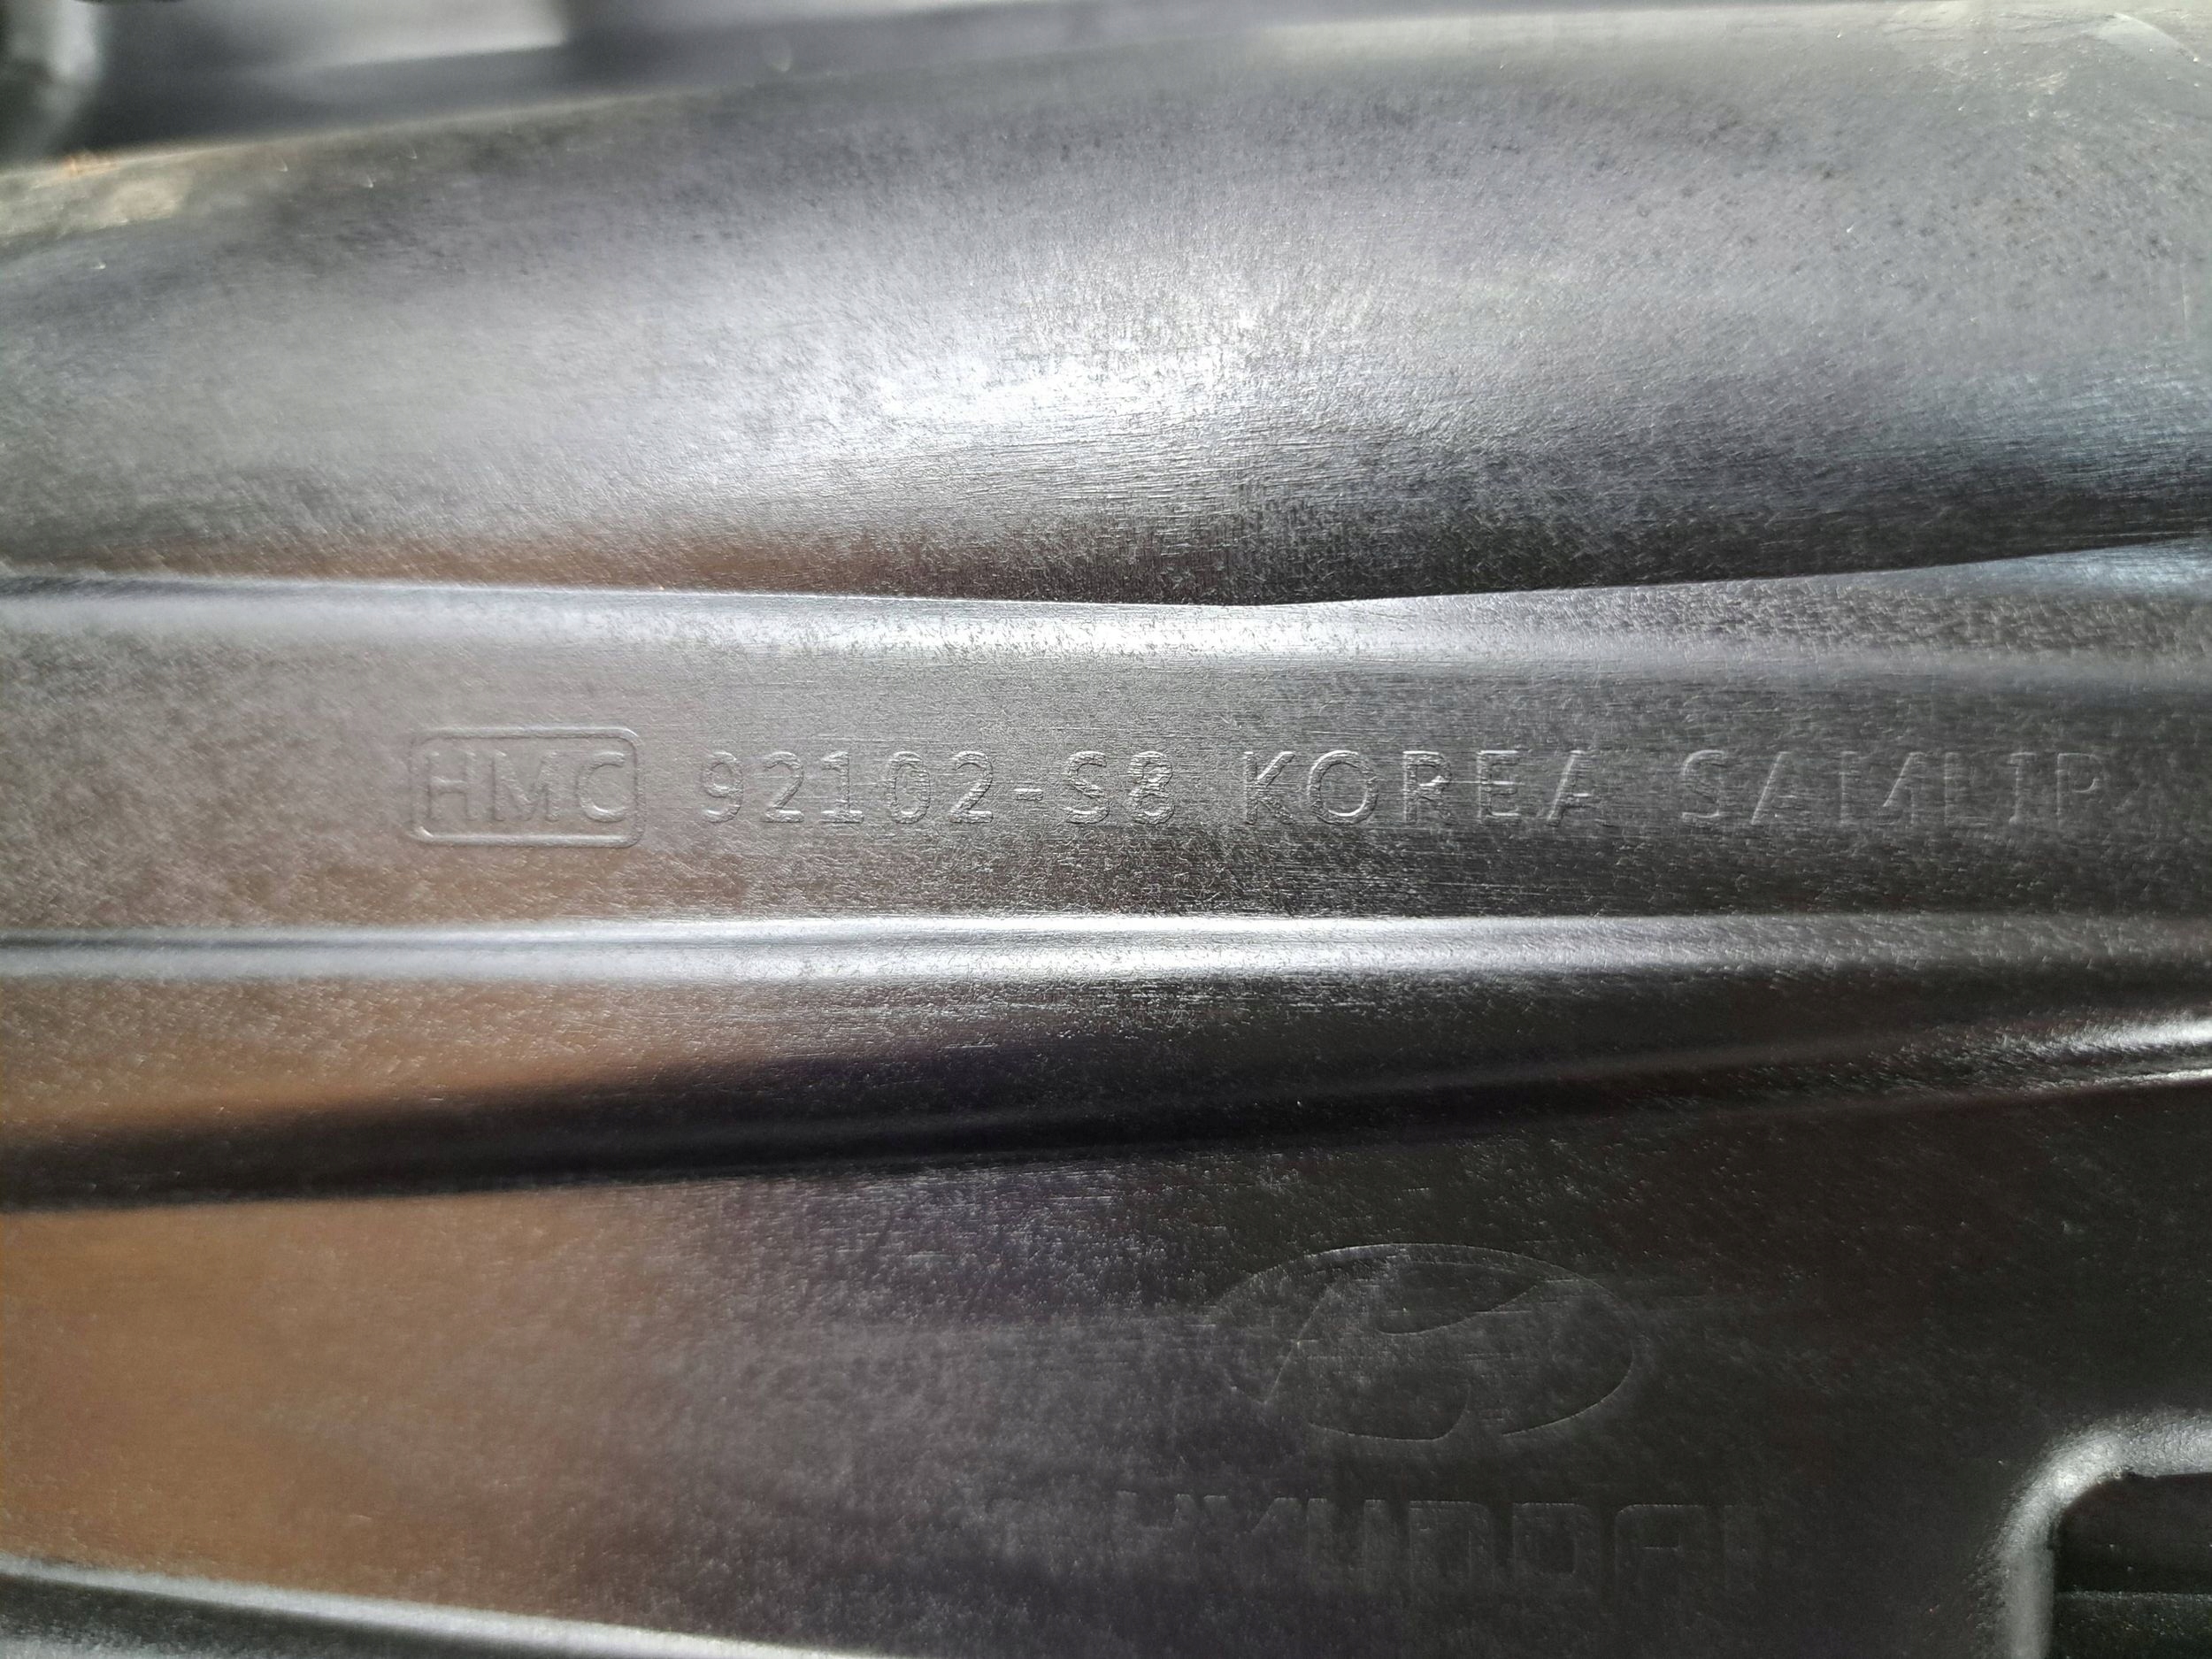 HMC 92102-S8 KOREA SAMLIP
HYUNDAI